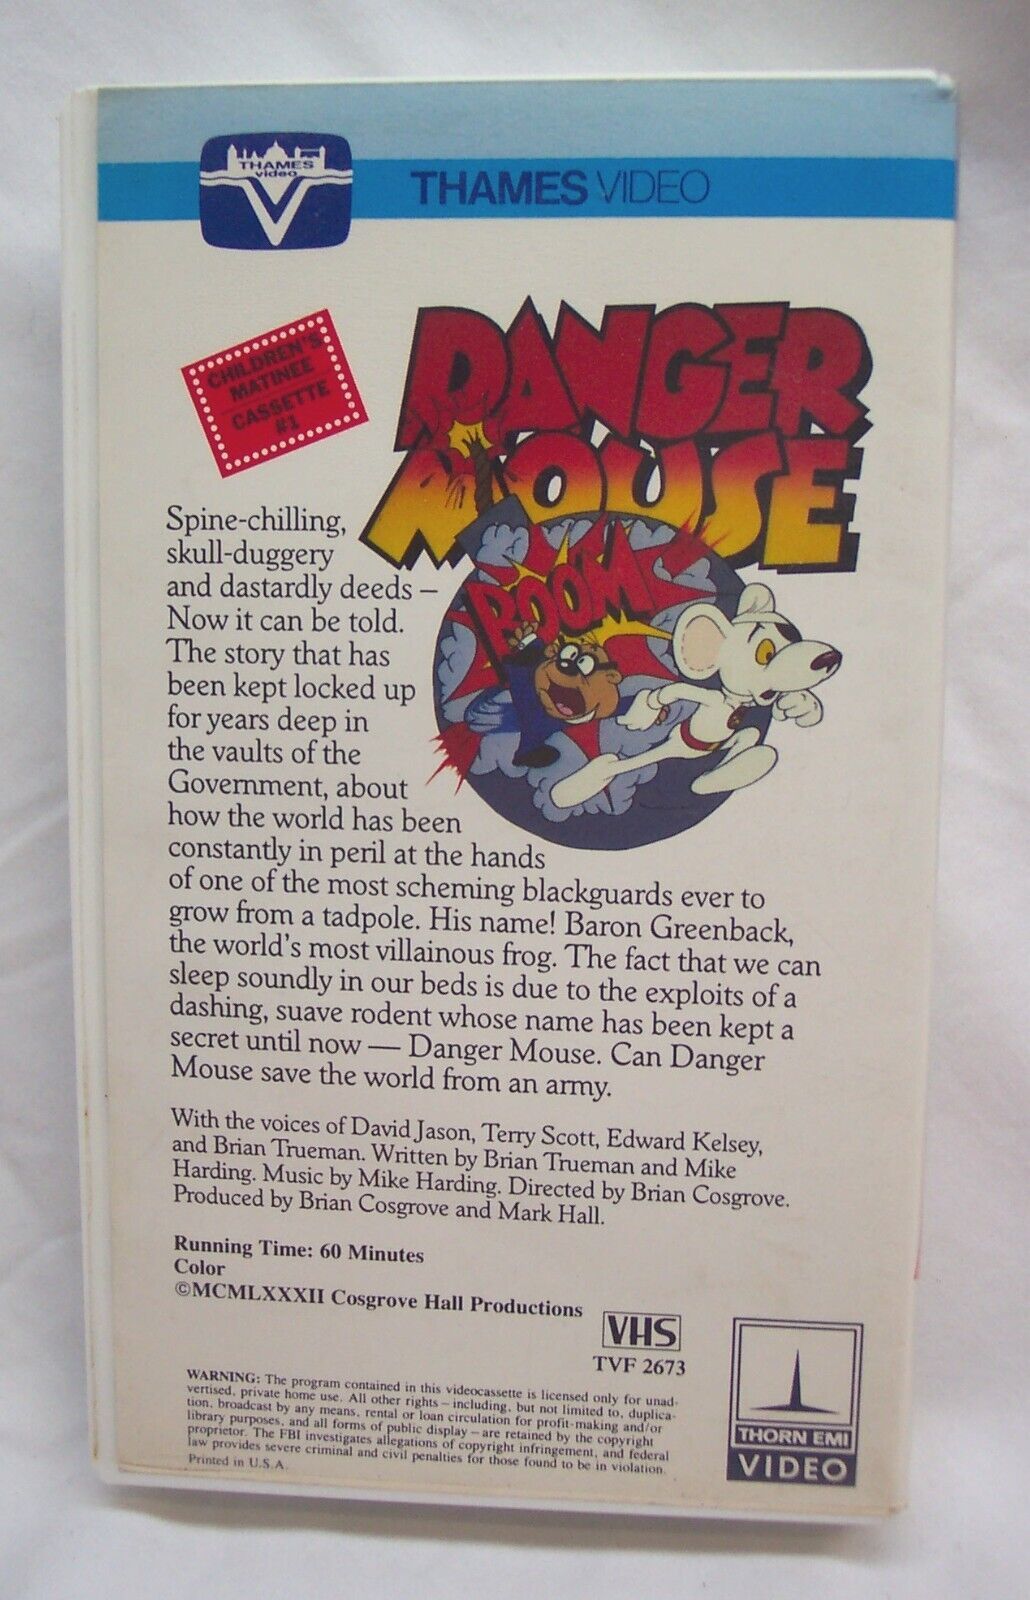 THAMES
video
THAMES VIDEO
CHILDREN'S
MATINEE
CASSETTE
#1
DANGER
MOUSE
BOOM!
Spine-chilling,
skull-duggery
and dastardly deeds –
Now it can be told.
The story that has
been kept locked up
for years deep in
the vaults of the
Government, about
how the world has been
constantly in peril at the hands
of one of the most scheming blackguards ever to
grow from a tadpole. His name! Baron Greenback,
the world's most villainous frog. The fact that we can
sleep soundly in our beds is due to the exploits of a
dashing, suave rodent whose name has been kept a
secret until now — Danger Mouse. Can Danger
Mouse save the world from an army.
With the voices of David Jason, Terry Scott, Edward Kelsey,
and Brian Trueman. Written by Brian Trueman and Mike
Harding. Music by Mike Harding. Directed by Brian Cosgrove.
Produced by Brian Cosgrove and Mark Hall.
Running Time: 60 Minutes
Color
©MCMLXXXII Cosgrove Hall Productions
VHS
TVF 2673
WARNING: The program contained in this videocassette is licensed only for unad-
vertised, private home use. All other rights – including, but not limited to, duplica-
tion, broadcast by any means, rental or loan circulation for profit-making and/or
library purposes, and all forms of public display – are retained by the copyright
proprietor. The FBI investigates allegations of copyright infringement, and federal
law provides severe criminal and civil penalties for those found to be in violation.
Printed in U.S.A.
THORN EMI
VIDEO